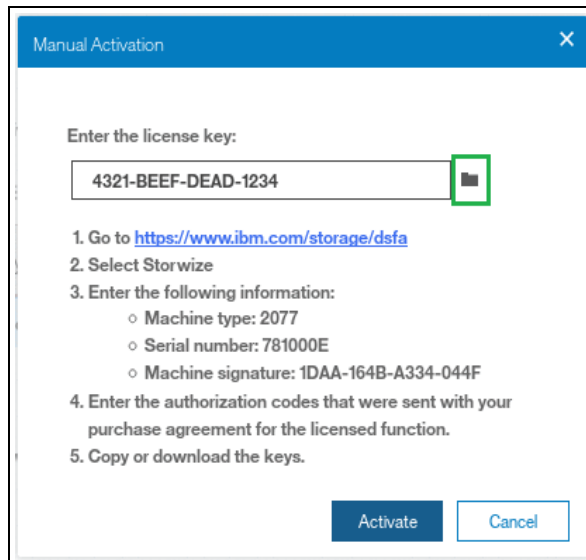 Manual Activation
Enter the license key:
4321-BEEF-DEAD-1234
1. Go to https://www.ibm.com/storage/dsfa
2. Select Storwize
3. Enter the following information:
○ Machine type: 2077
○ Serial number: 781000E
○ Machine signature: 1DAA-164B-A334-044F
4. Enter the authorization codes that were sent with your
purchase agreement for the licensed function.
5. Copy or download the keys.
Activate
Cancel